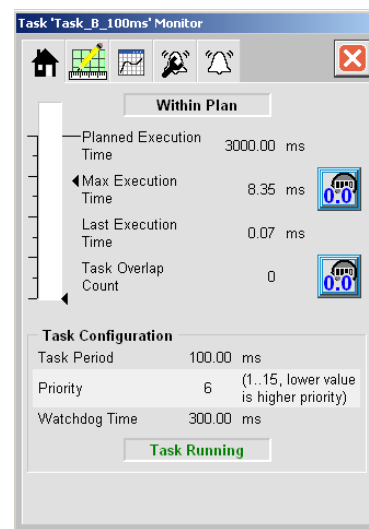 Task 'Task_B_100ms' Monitor
Within Plan
Planned Execution
Time
3000.00 ms
Max Execution
Time
8.35 ms
0.0
Last Execution
Time
0.07 ms
Task Overlap
Count
0
0.0
Task Configuration
Task Period 100.00 ms
Priority 6 (1..15, lower value
is higher priority)
Watchdog Time 300.00 ms
Task Running